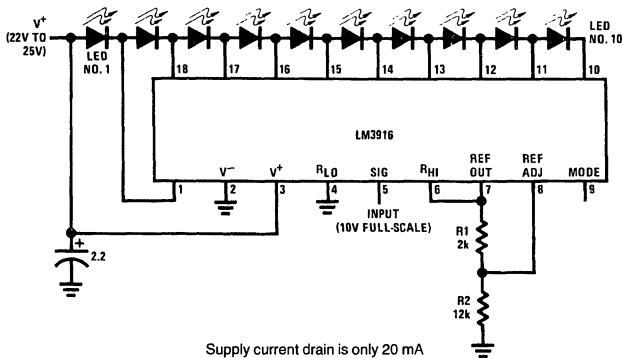 V+
(22V TO
25V)
LED
NO. 1
LED
NO. 10
18 17 16 15 14 13 12 11 10
LM3916
V− V+ RLO SIG RHI REF OUT REF ADJ MODE
1 2 3 4 5 6 7 8 9
INPUT
(10V FULL-SCALE)
+
2.2
R1
2k
R2
12k
Supply current drain is only 20 mA